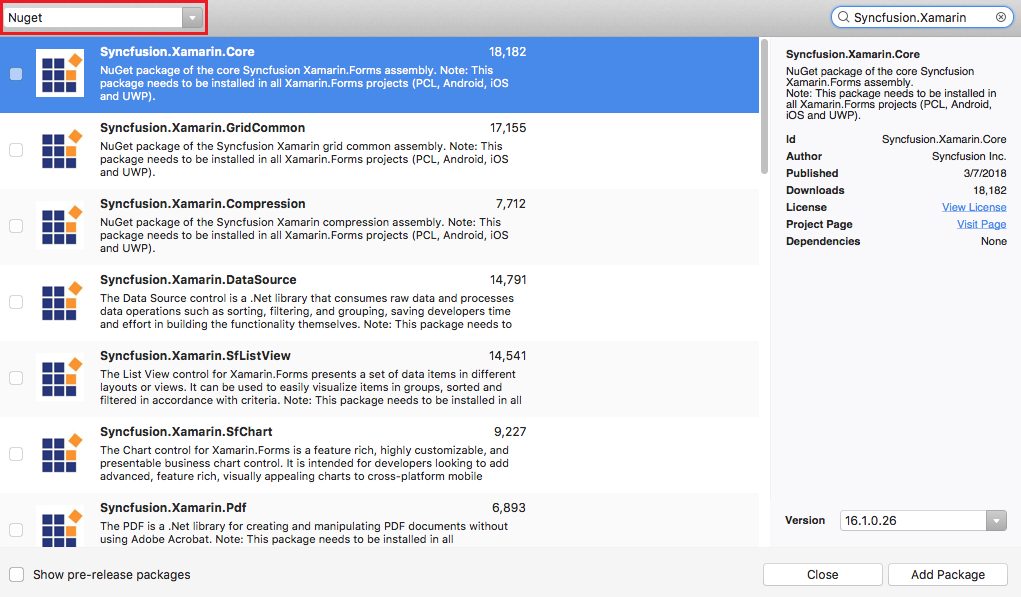 Nuget
Syncfusion.Xamarin
Syncfusion.Xamarin.Core 18,182
NuGet package of the core Syncfusion Xamarin.Forms assembly. Note: This
package needs to be installed in all Xamarin.Forms projects (PCL, Android, iOS
and UWP).
Syncfusion.Xamarin.GridCommon 17,155
NuGet package of the Syncfusion Xamarin grid common assembly. Note: This
package needs to be installed in all Xamarin.Forms projects (PCL, Android, iOS
and UWP).
Syncfusion.Xamarin.Compression 7,712
NuGet package of the Syncfusion Xamarin compression assembly. Note: This
package needs to be installed in all Xamarin.Forms projects (PCL, Android, iOS
and UWP).
Syncfusion.Xamarin.DataSource 14,791
The Data Source control is a .Net library that consumes raw data and processes
data operations such as sorting, filtering, and grouping, saving developers time
and effort in building the functionality themselves. Note: This package needs to
Syncfusion.Xamarin.SfListView 14,541
The List View control for Xamarin.Forms presents a set of data items in different
layouts or views. It can be used to easily visualize items in groups, sorted and
filtered in accordance with criteria. Note: This package needs to be installed in all
Syncfusion.Xamarin.SfChart 9,227
The Chart control for Xamarin.Forms is a feature rich, highly customizable, and
presentable business chart control. It is intended for developers looking to add
advanced, feature rich, visually appealing charts to cross-platform mobile
Syncfusion.Xamarin.Pdf 6,893
The PDF is a .Net library for creating and manipulating PDF documents without
using Adobe Acrobat. Note: This package needs to be installed in all
Syncfusion.Xamarin.Core
NuGet package of the core Syncfusion
Xamarin.Forms assembly.
Note: This package needs to be installed in
all Xamarin.Forms projects (PCL, Android,
iOS and UWP).
Id Syncfusion.Xamarin.Core
Author Syncfusion Inc.
Published 3/7/2018
Downloads 18,182
License View License
Project Page Visit Page
Dependencies None
Version 16.1.0.26
Show pre-release packages
Close
Add Package